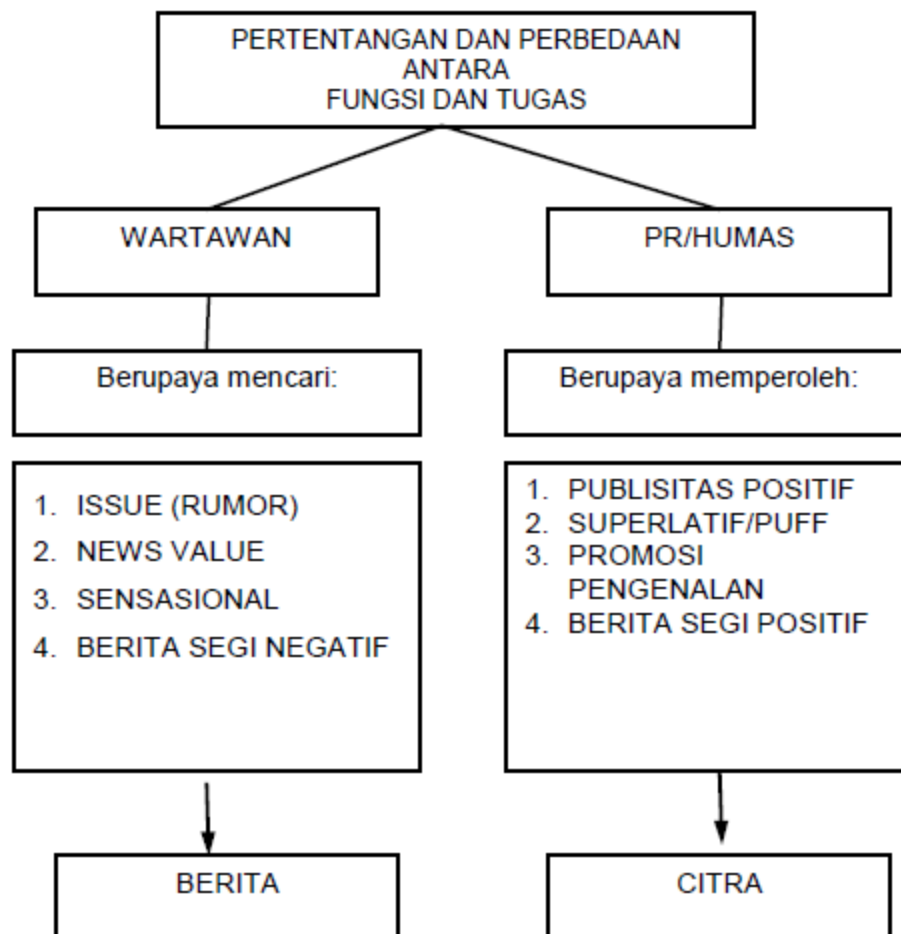 PERTENTANGAN DAN PERBEDAAN
ANTARA
FUNGSI DAN TUGAS
WARTAWAN
PR/HUMAS
Berupaya mencari:
Berupaya memperoleh:
1. ISSUE (RUMOR)
2. NEWS VALUE
3. SENSASIONAL
4. BERITA SEGI NEGATIF
1. PUBLISITAS POSITIF
2. SUPERLATIF/PUFF
3. PROMOSI
PENGENALAN
4. BERITA SEGI POSITIF
BERITA
CITRA